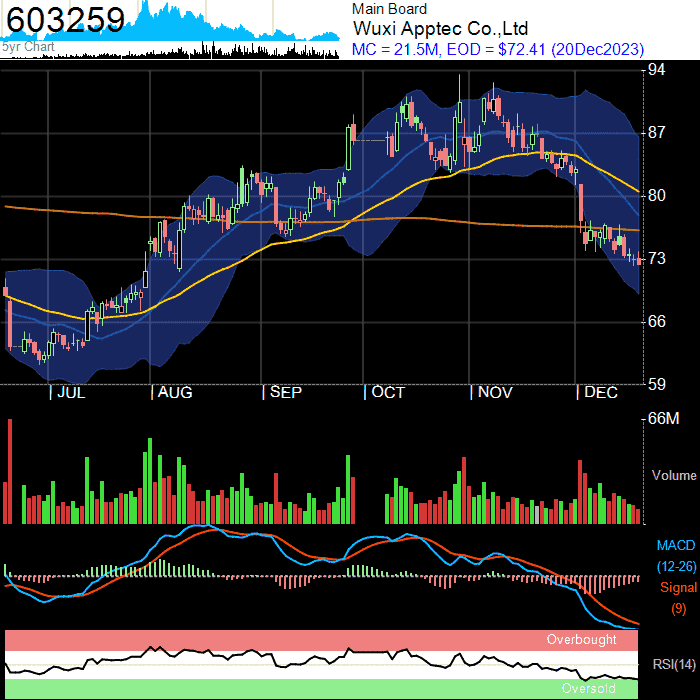 603259
5yr Chart
Main Board
Wuxi Apptec Co.,Ltd
MC = 21.5M, EOD = $72.41 (20Dec2023)
94
87
80
73
66
59
JUL
AUG
SEP
OCT
NOV
DEC
66M
Volume
MACD
(12-26)
Signal
(9)
Overbought
RSI(14)
Oversold